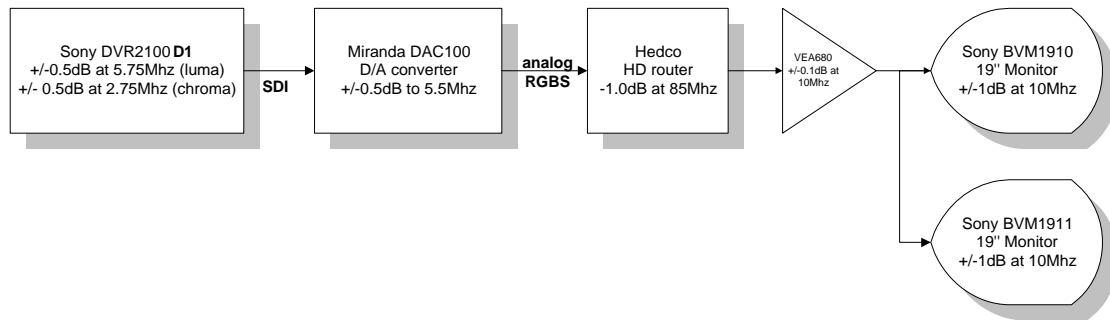 Sony DVR2100 D1
+/-0.5dB at 5.75Mhz (luma)
+/- 0.5dB at 2.75Mhz (chroma)
SDI
Miranda DAC100
D/A converter
+/-0.5dB to 5.5Mhz
analog
RGBS
Hedco
HD router
-1.0dB at 85Mhz
VEA680
+/-0.1dB at
10Mhz
Sony BVM1910
19" Monitor
+/-1dB at 10Mhz
Sony BVM1911
19" Monitor
+/-1dB at 10Mhz